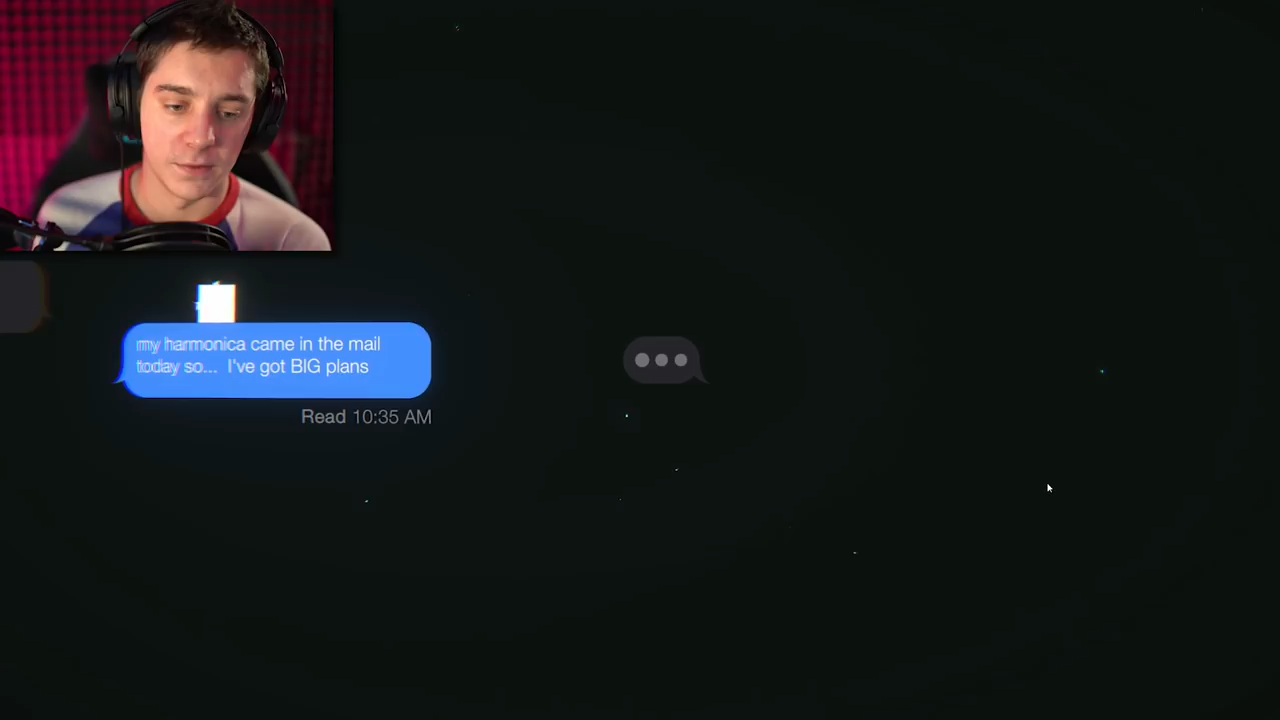 my harmonica came in the mail
today so... I've got BIG plans
Read 10:35 AM